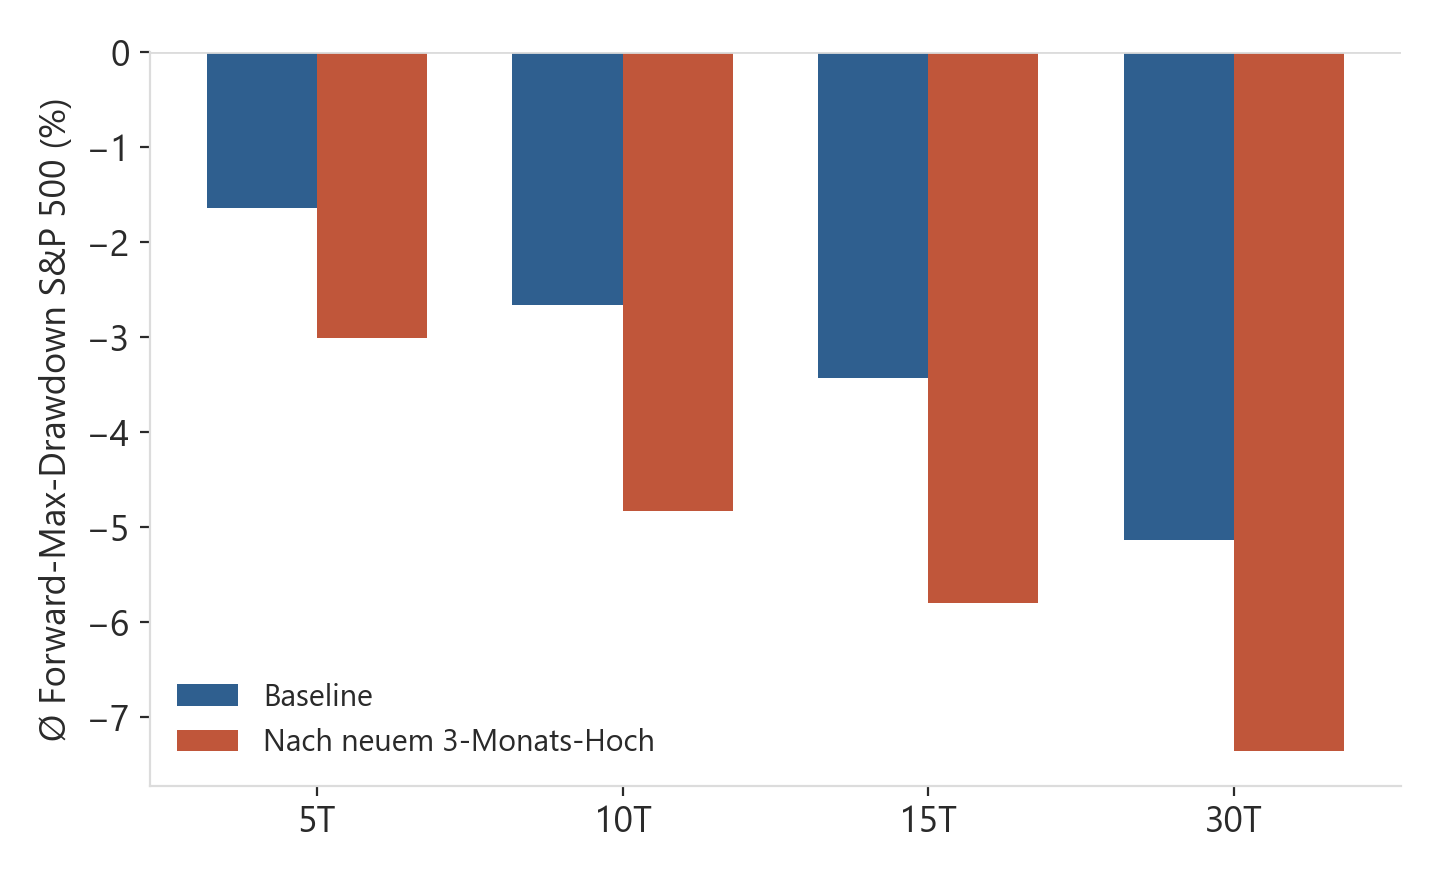 Ø Forward-Max-Drawdown S&P 500 (%)
0
−1
−2
−3
−4
−5
−6
−7
Baseline
Nach neuem 3-Monats-Hoch
5T 10T 15T 30T